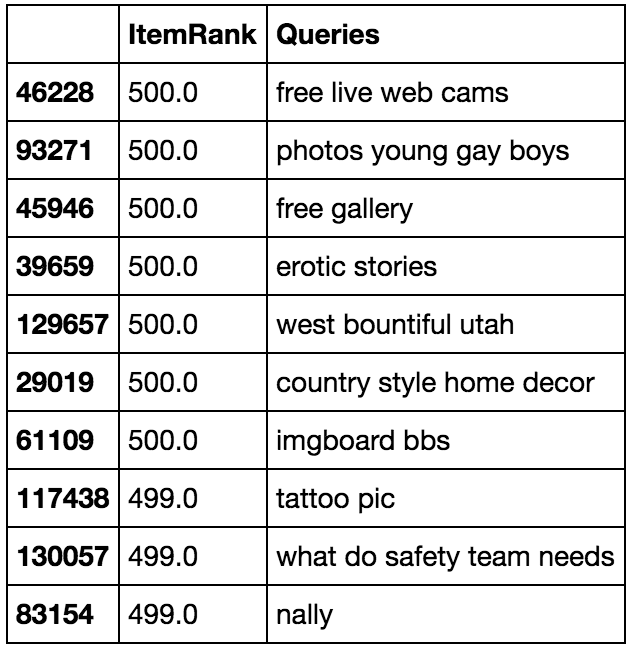 ItemRank Queries
46228 500.0 free live web cams
93271 500.0 photos young gay boys
45946 500.0 free gallery
39659 500.0 erotic stories
129657 500.0 west bountiful utah
29019 500.0 country style home decor
61109 500.0 imgboard bbs
117438 499.0 tattoo pic
130057 499.0 what do safety team needs
83154 499.0 nally